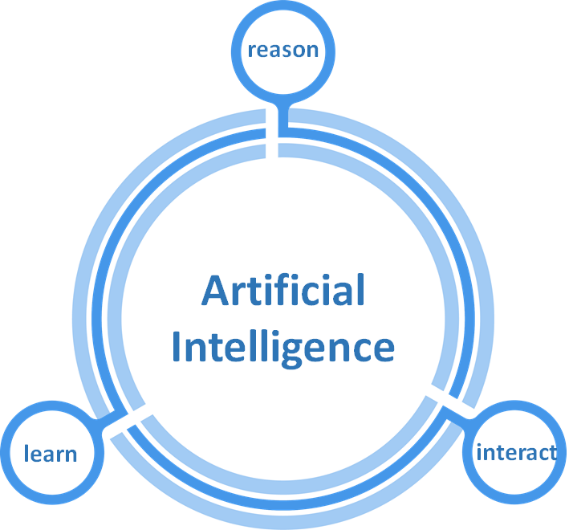 reason
Artificial
Intelligence
learn
interact